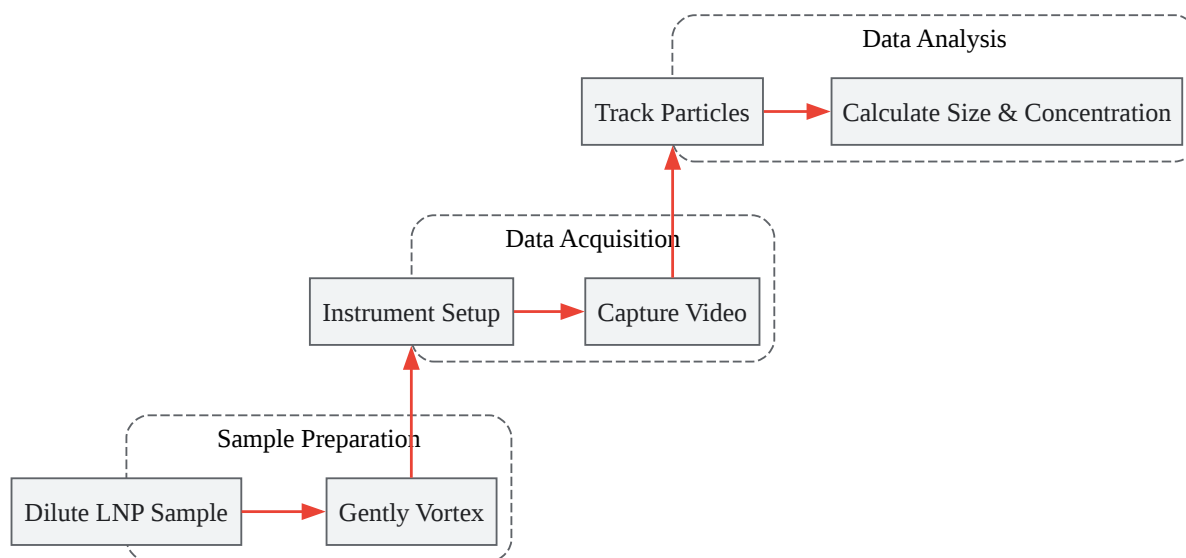 Data Analysis
Track Particles
Calculate Size & Concentration
Data Acquisition
Instrument Setup
Capture Video
Sample Preparation
Dilute LNP Sample
Gently Vortex